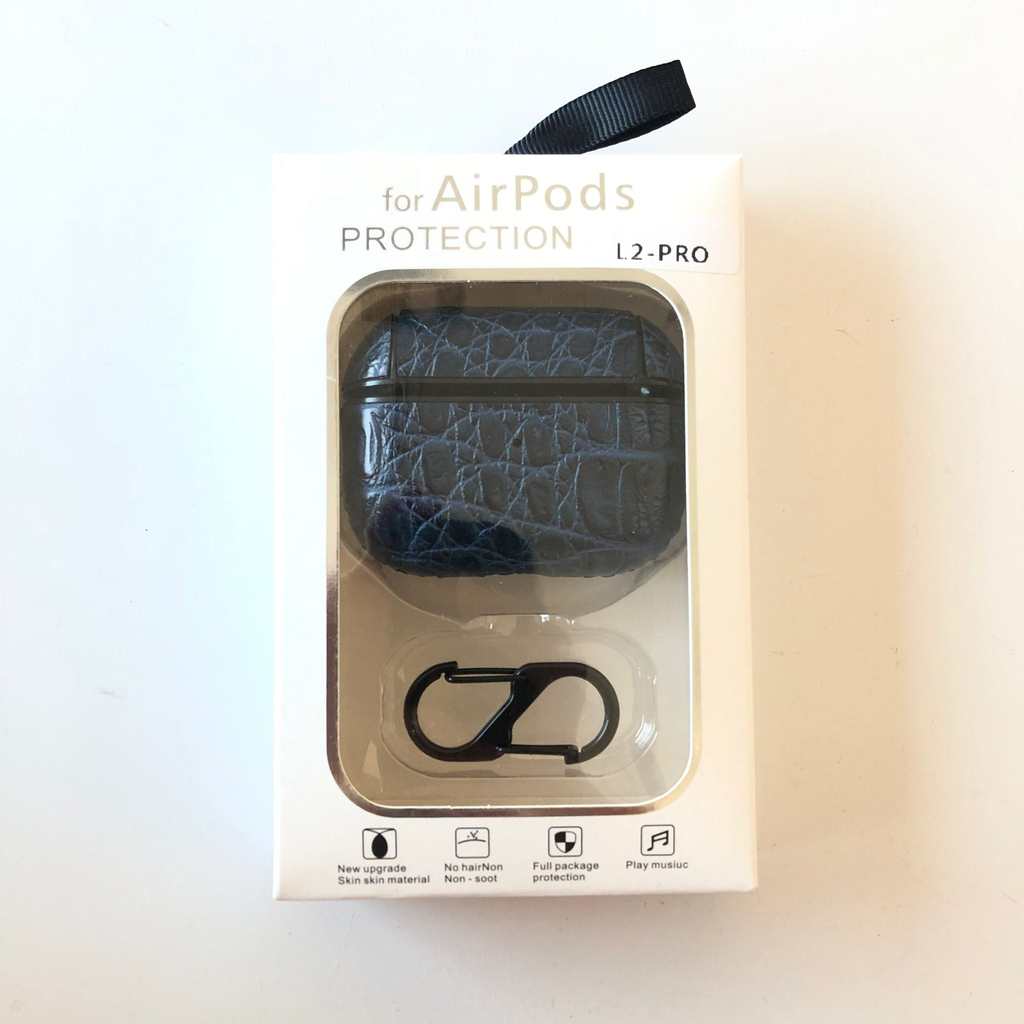 for AirPods
PROTECTION
L2-PRO
New upgrade
Skin skin material
No hairNon
Non - soot
Full package
protection
Play musiuc